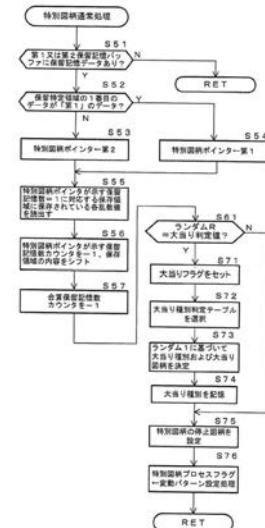 特別図柄通常処理
S51
第1又は第2保留記憶バッ
ファに保留記憶データあり？
N
Y
RET
S52
保留特定領域の1番目の
データが「第1」のデータ？
Y
N
S53
特別図柄ポインター第2
S54
特別図柄ポインター第1
S55
特別図柄ポインタが示す保留
記憶数＝1に対応する保存領
域に保存されている各乱数値
を読出す
S56
特別図柄ポインタが示す保留
記憶数カウンタを－1、保存
領域の内容をシフト
S57
合算保留記憶数
カウンタを－1
S61
ランダムR
＝大当り判定値？
N
Y
S71
大当りフラグをセット
S72
大当り種別判定テーブル
を選択
S73
ランダム1に基づいて大
当り種別および大当り
図柄を決定
S74
大当り種別を記憶
S75
特別図柄の停止図柄を
設定
S76
特別図柄プロセスフラグ
←変動パターン設定処理
RET